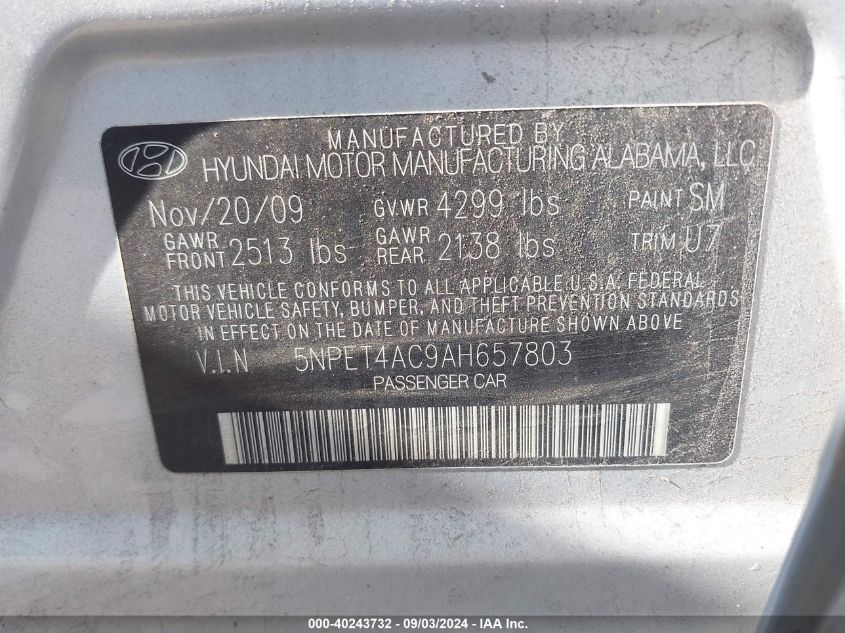 MANUFACTURED BY
HYUNDAI MOTOR MANUFACTURING ALABAMA, LLC
Nov/20/09 GVWR 4299 lbs PAINT SM
GAWR FRONT 2513 lbs GAWR REAR 2138 lbs TRIM U7
THIS VEHICLE CONFORMS TO ALL APPLICABLE U.S.A. FEDERAL
MOTOR VEHICLE SAFETY, BUMPER, AND THEFT PREVENTION STANDARDS
IN EFFECT ON THE DATE OF MANUFACTURE SHOWN ABOVE
V.I.N 5NPET4AC9AH657803
PASSENGER CAR
000-40243732 - 09/03/2024 - IAA Inc.